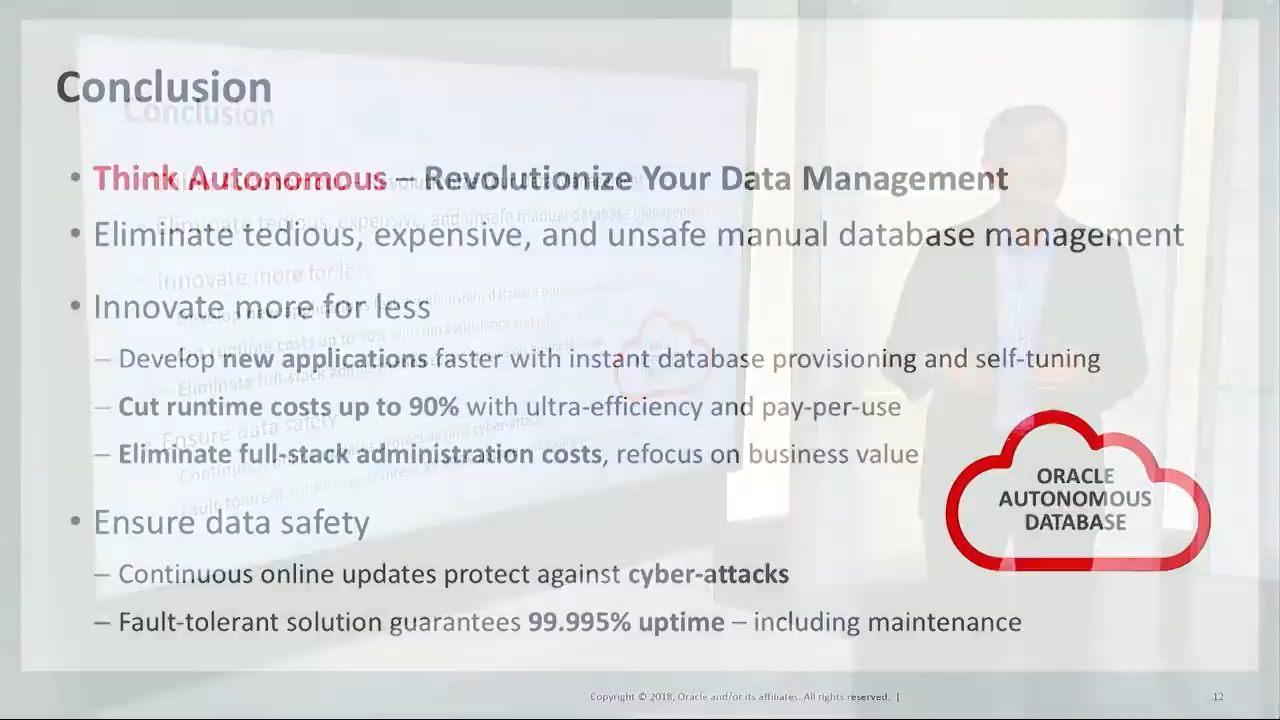 Conclusion
• Think Autonomous – Revolutionize Your Data Management
• Eliminate tedious, expensive, and unsafe manual database management
• Innovate more for less
– Develop new applications faster with instant database provisioning and self-tuning
– Cut runtime costs up to 90% with ultra-efficiency and pay-per-use
– Eliminate full-stack administration costs, refocus on business value
• Ensure data safety
– Continuous online updates protect against cyber-attacks
– Fault-tolerant solution guarantees 99.995% uptime – including maintenance
ORACLE
AUTONOMOUS
DATABASE
Copyright © 2018, Oracle and/or its affiliates. All rights reserved. |
12